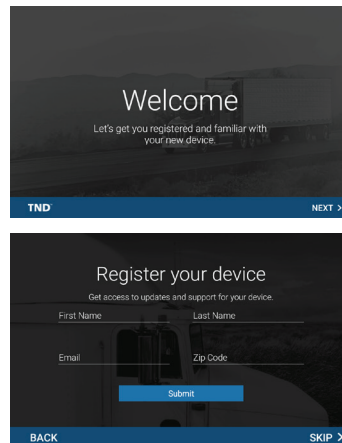 Welcome
Let's get you registered and familiar with
your new device.
TND™
NEXT >
Register your device
Get access to updates and support for your device.
First Name Last Name
Email Zip Code
Submit
BACK SKIP >